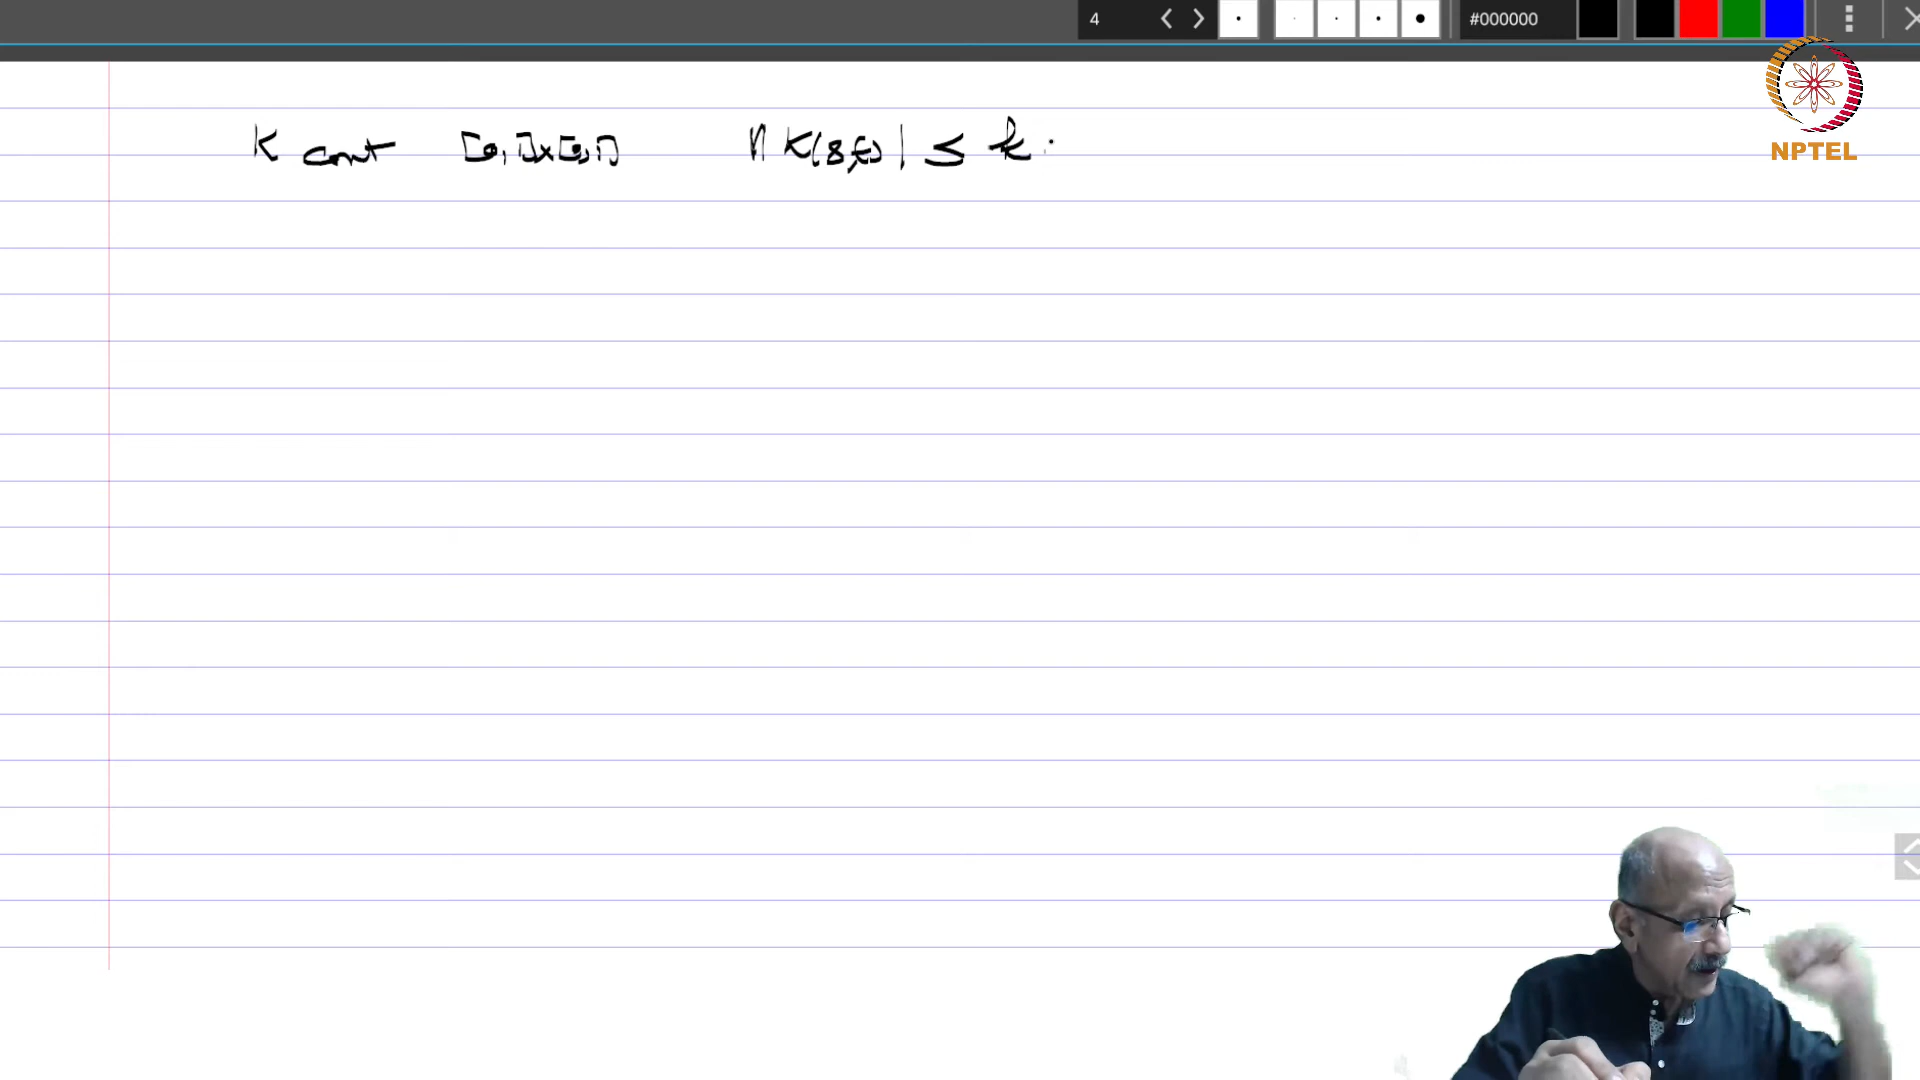 4 #000000
NPTEL
K cont [0,1]×[0,1] |K(s,t)| ≤ k.